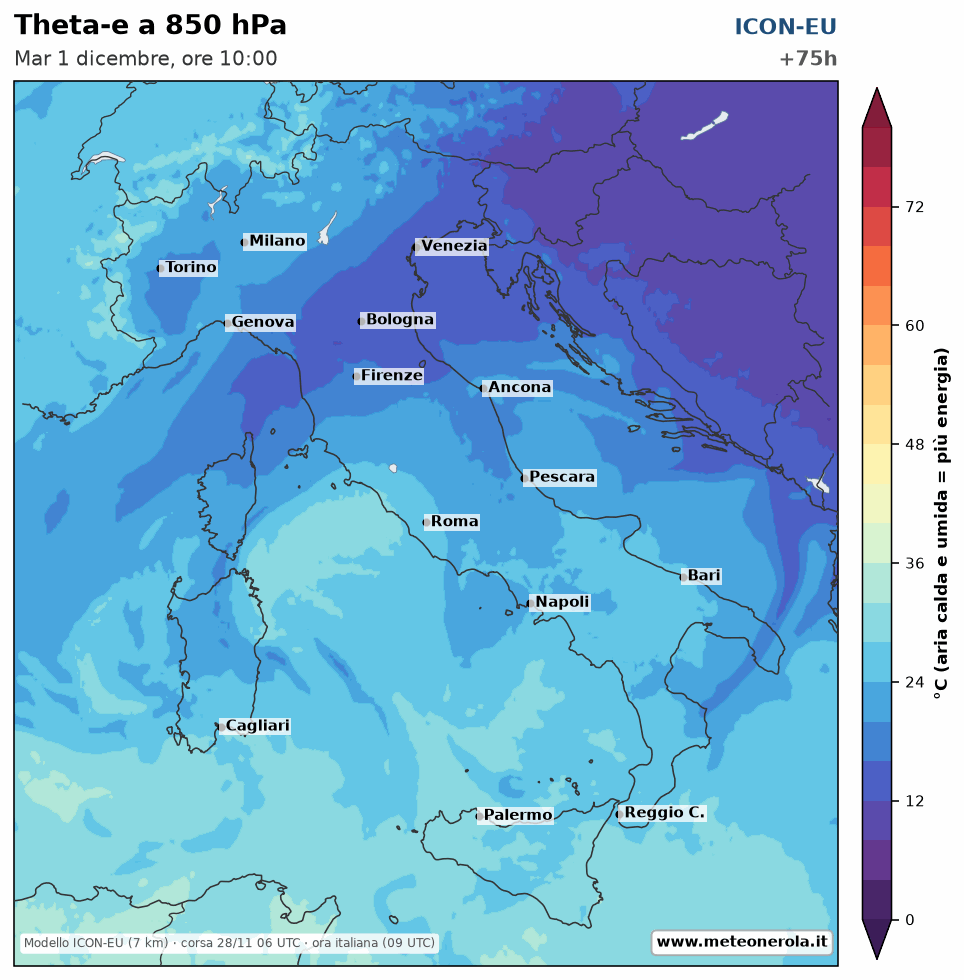 Theta-e a 850 hPa
ICON-EU
Mar 1 dicembre, ore 10:00
+75h
Milano
Venezia
Torino
Genova
Bologna
Firenze
Ancona
Pescara
Roma
Bari
Napoli
Cagliari
Palermo
Reggio C.
72
60
48
36
24
12
0
°C (aria calda e umida = più energia)
Modello ICON-EU (7 km) · corsa 28/11 06 UTC · ora italiana (09 UTC)
www.meteonerola.it